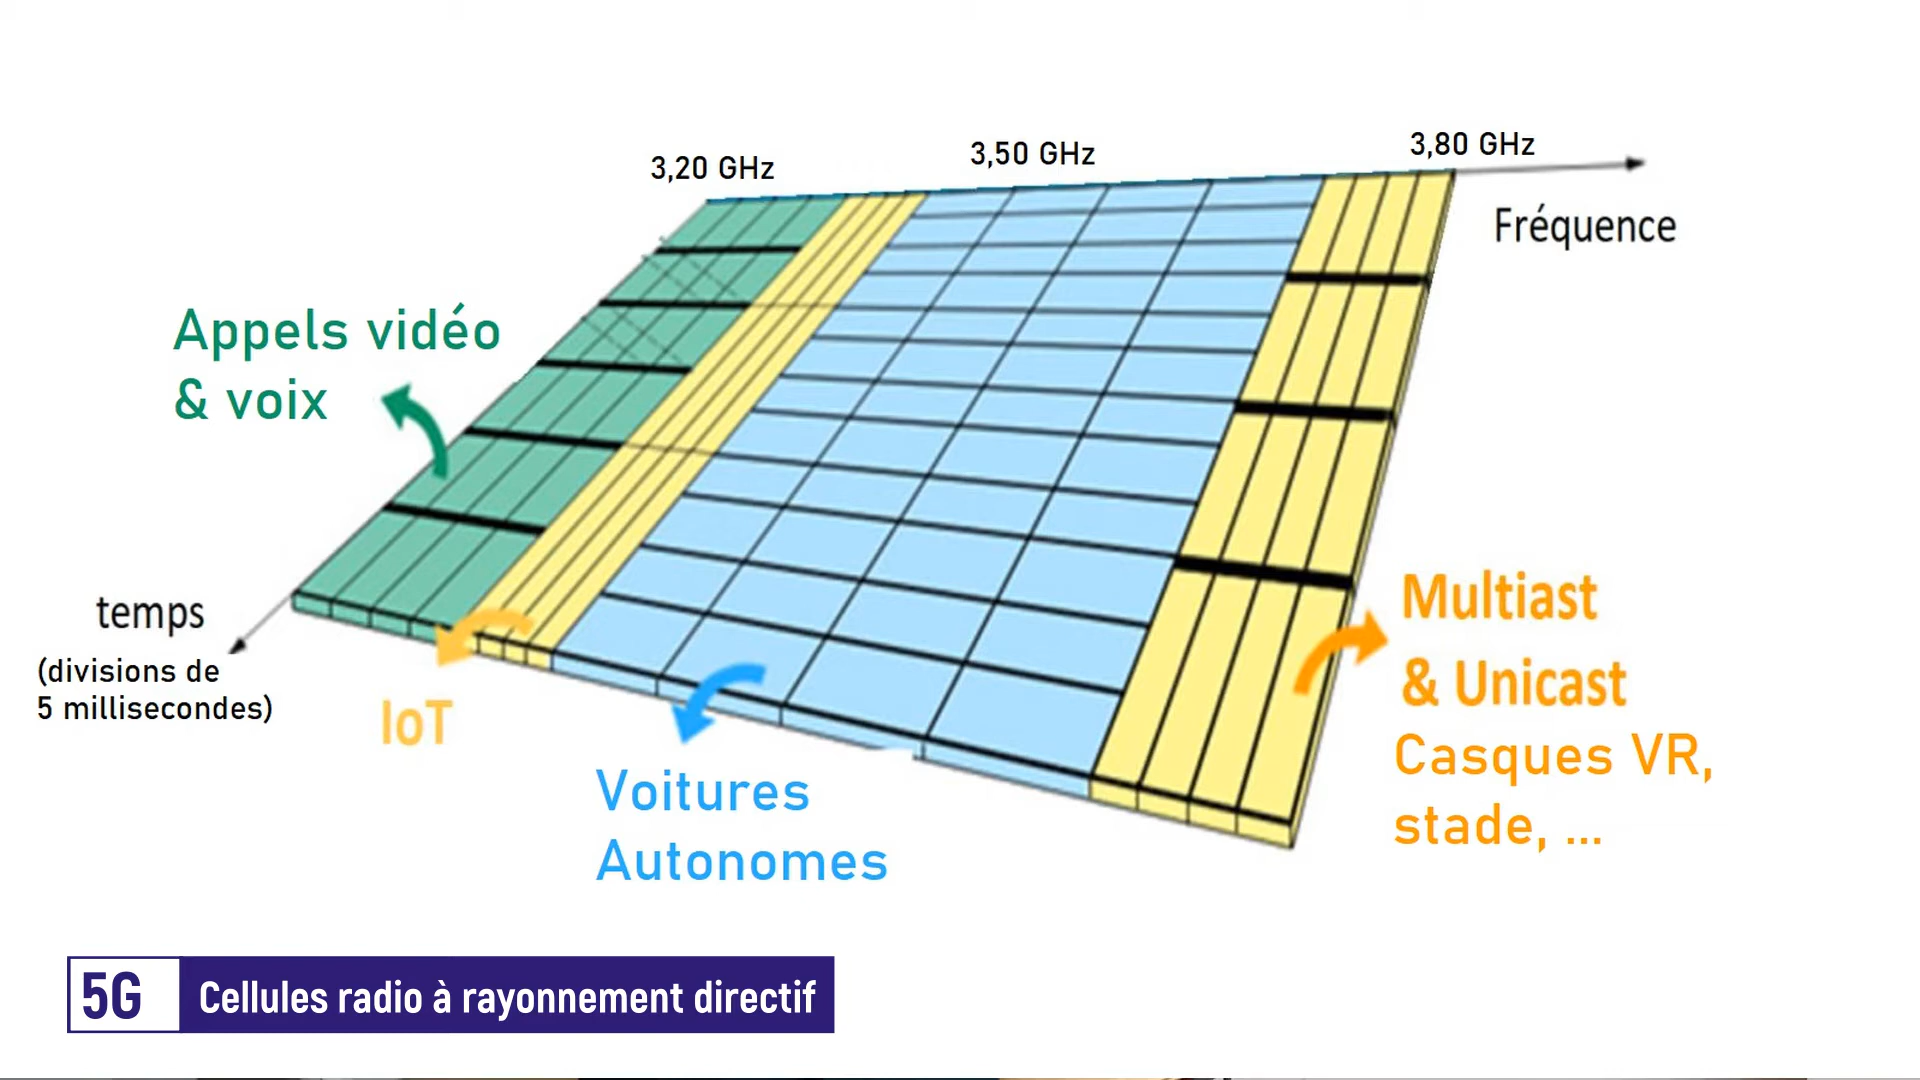 3,20 GHz
3,50 GHz
3,80 GHz
Fréquence
Appels vidéo
& voix
temps
(divisions de
5 millisecondes)
IoT
Voitures
Autonomes
Multiast
& Unicast
Casques VR,
stade, ...
5G
Cellules radio à rayonnement directif